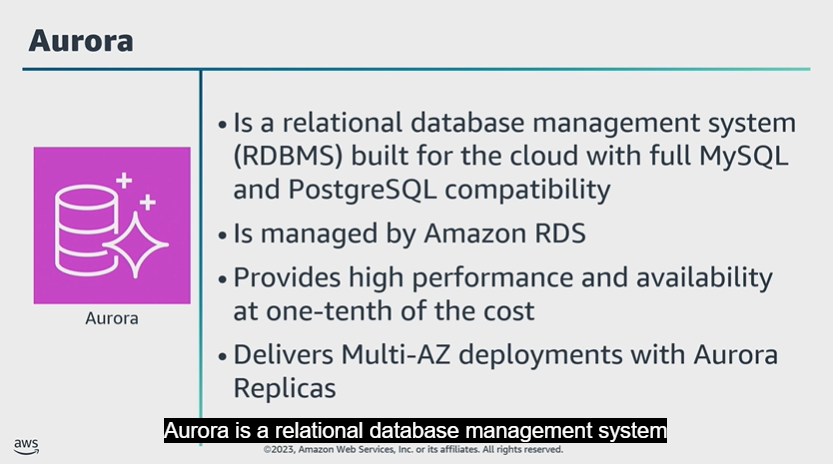 Aurora
• Is a relational database management system
(RDBMS) built for the cloud with full MySQL
and PostgreSQL compatibility
• Is managed by Amazon RDS
• Provides high performance and availability
at one-tenth of the cost
• Delivers Multi-AZ deployments with Aurora
Replicas
Aurora
Aurora is a relational database management system
aws
©2023, Amazon Web Services, Inc. or its affiliates. All rights reserved.